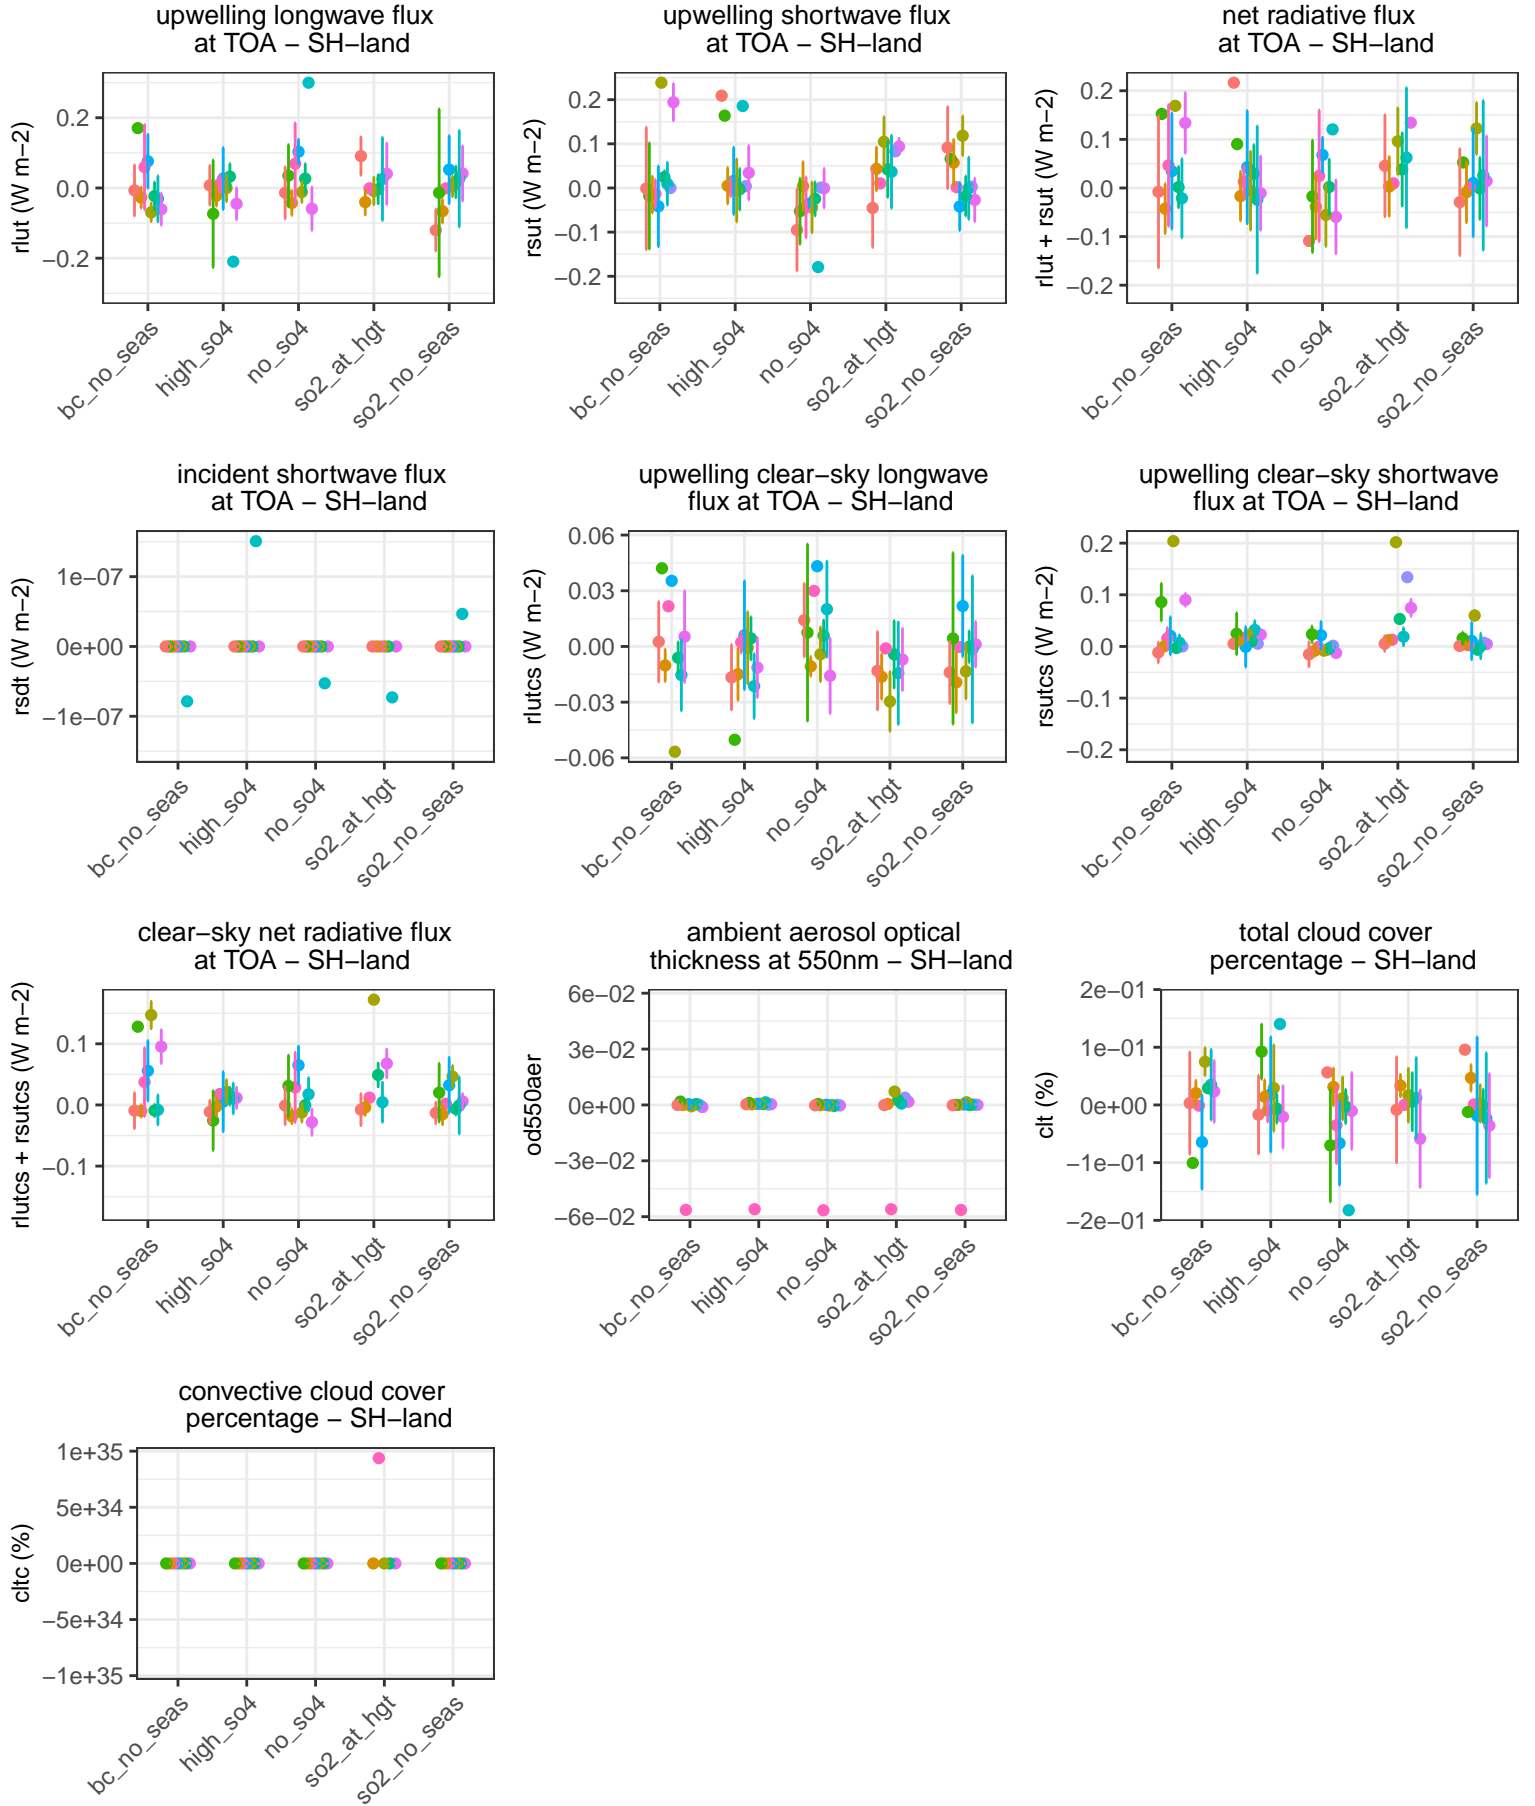 upwelling longwave flux
at TOA − SH−land
rlut (W m−2)
0.2
0.0
−0.2
bc_no_seas
high_so4
no_so4
so2_at_hgt
so2_no_seas
upwelling shortwave flux
at TOA − SH−land
rsut (W m−2)
0.2
0.1
0.0
−0.1
−0.2
bc_no_seas
high_so4
no_so4
so2_at_hgt
so2_no_seas
net radiative flux
at TOA − SH−land
rlut + rsut (W m−2)
0.2
0.1
0.0
−0.1
−0.2
bc_no_seas
high_so4
no_so4
so2_at_hgt
so2_no_seas
incident shortwave flux
at TOA − SH−land
rsdt (W m−2)
1e−07
0e+00
−1e−07
bc_no_seas
high_so4
no_so4
so2_at_hgt
so2_no_seas
upwelling clear−sky longwave
flux at TOA − SH−land
rlutcs (W m−2)
0.06
0.03
0.00
−0.03
−0.06
bc_no_seas
high_so4
no_so4
so2_at_hgt
so2_no_seas
upwelling clear−sky shortwave
flux at TOA − SH−land
rsutcs (W m−2)
0.2
0.1
0.0
−0.1
−0.2
bc_no_seas
high_so4
no_so4
so2_at_hgt
so2_no_seas
clear−sky net radiative flux
at TOA − SH−land
rlutcs + rsutcs (W m−2)
0.1
0.0
−0.1
bc_no_seas
high_so4
no_so4
so2_at_hgt
so2_no_seas
ambient aerosol optical
thickness at 550nm − SH−land
od550aer
6e−02
3e−02
0e+00
−3e−02
−6e−02
bc_no_seas
high_so4
no_so4
so2_at_hgt
so2_no_seas
total cloud cover
percentage − SH−land
clt (%)
2e−01
1e−01
0e+00
−1e−01
−2e−01
bc_no_seas
high_so4
no_so4
so2_at_hgt
so2_no_seas
convective cloud cover
percentage − SH−land
cltc (%)
1e+35
5e+34
0e+00
−5e+34
−1e+35
bc_no_seas
high_so4
no_so4
so2_at_hgt
so2_no_seas